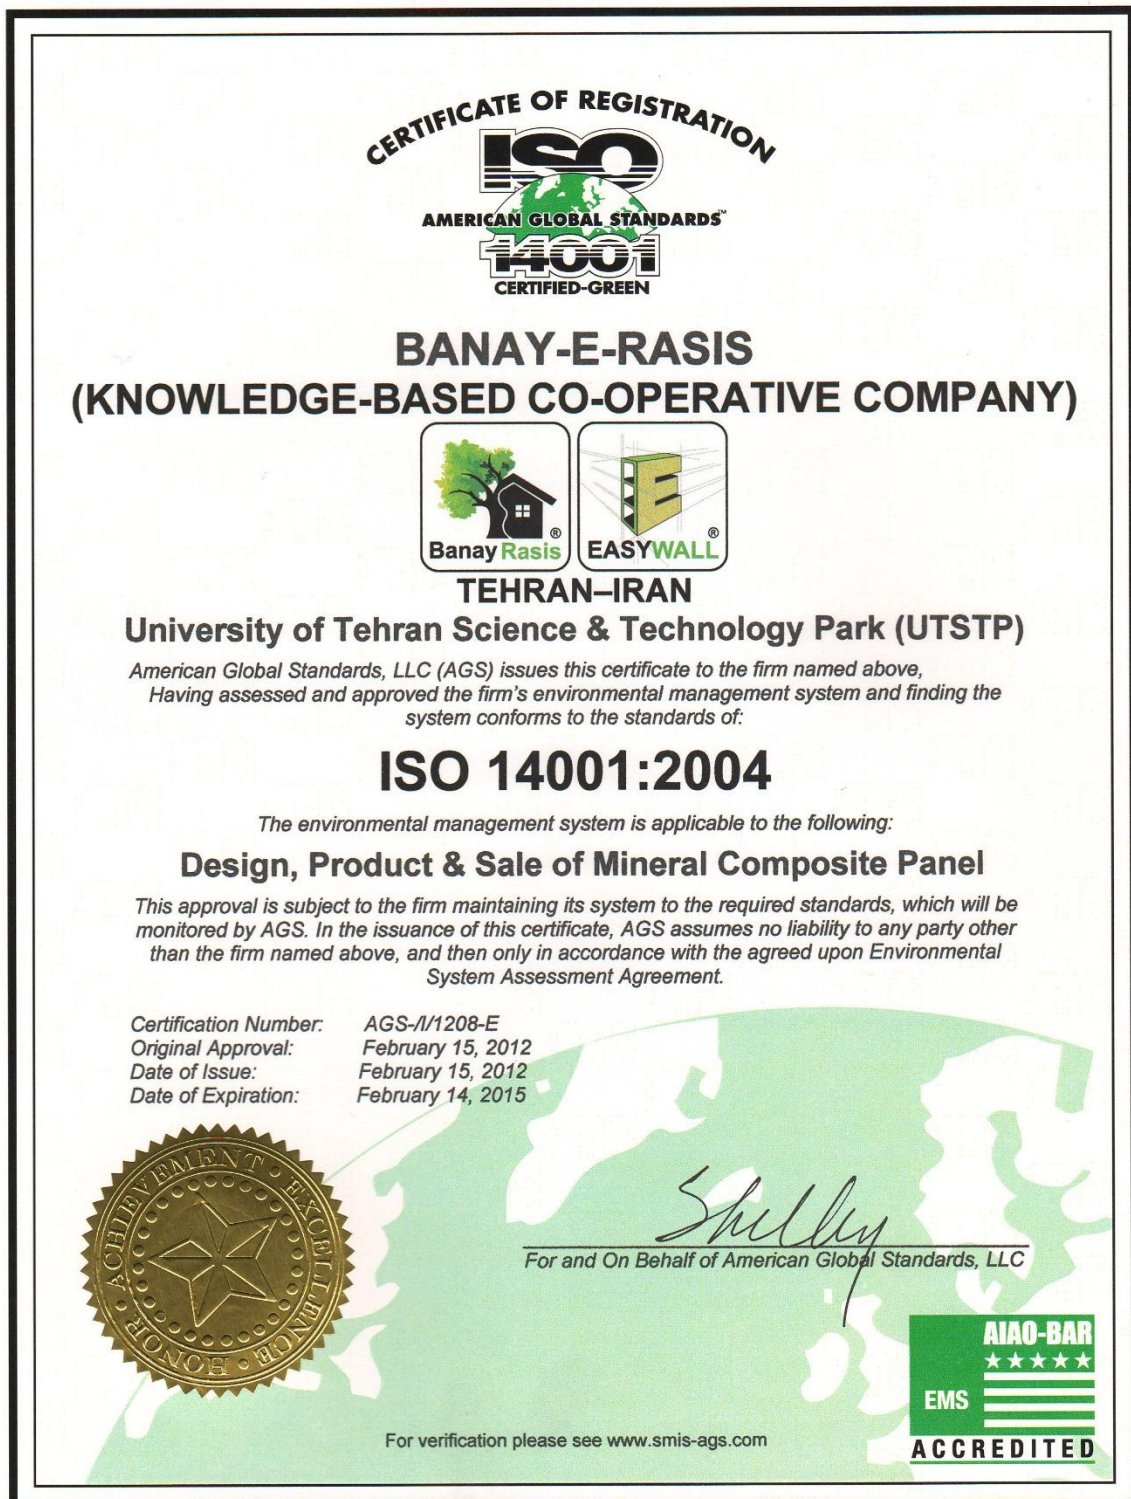 CERTIFICATE OF REGISTRATION
ISO
AMERICAN GLOBAL STANDARDS™
14001
CERTIFIED-GREEN
BANAY-E-RASIS
(KNOWLEDGE-BASED CO-OPERATIVE COMPANY)
Banay Rasis ®
EASYWALL ®
TEHRAN–IRAN
University of Tehran Science & Technology Park (UTSTP)
American Global Standards, LLC (AGS) issues this certificate to the firm named above,
Having assessed and approved the firm's environmental management system and finding the
system conforms to the standards of:
ISO 14001:2004
The environmental management system is applicable to the following:
Design, Product & Sale of Mineral Composite Panel
This approval is subject to the firm maintaining its system to the required standards, which will be
monitored by AGS. In the issuance of this certificate, AGS assumes no liability to any party other
than the firm named above, and then only in accordance with the agreed upon Environmental
System Assessment Agreement.
Certification Number: AGS-/I/1208-E
Original Approval: February 15, 2012
Date of Issue: February 15, 2012
Date of Expiration: February 14, 2015
HONOR • ACHIEVEMENT • EXCELLENCE •
Shelley
For and On Behalf of American Global Standards, LLC
AIAO-BAR
EMS
ACCREDITED
For verification please see www.smis-ags.com